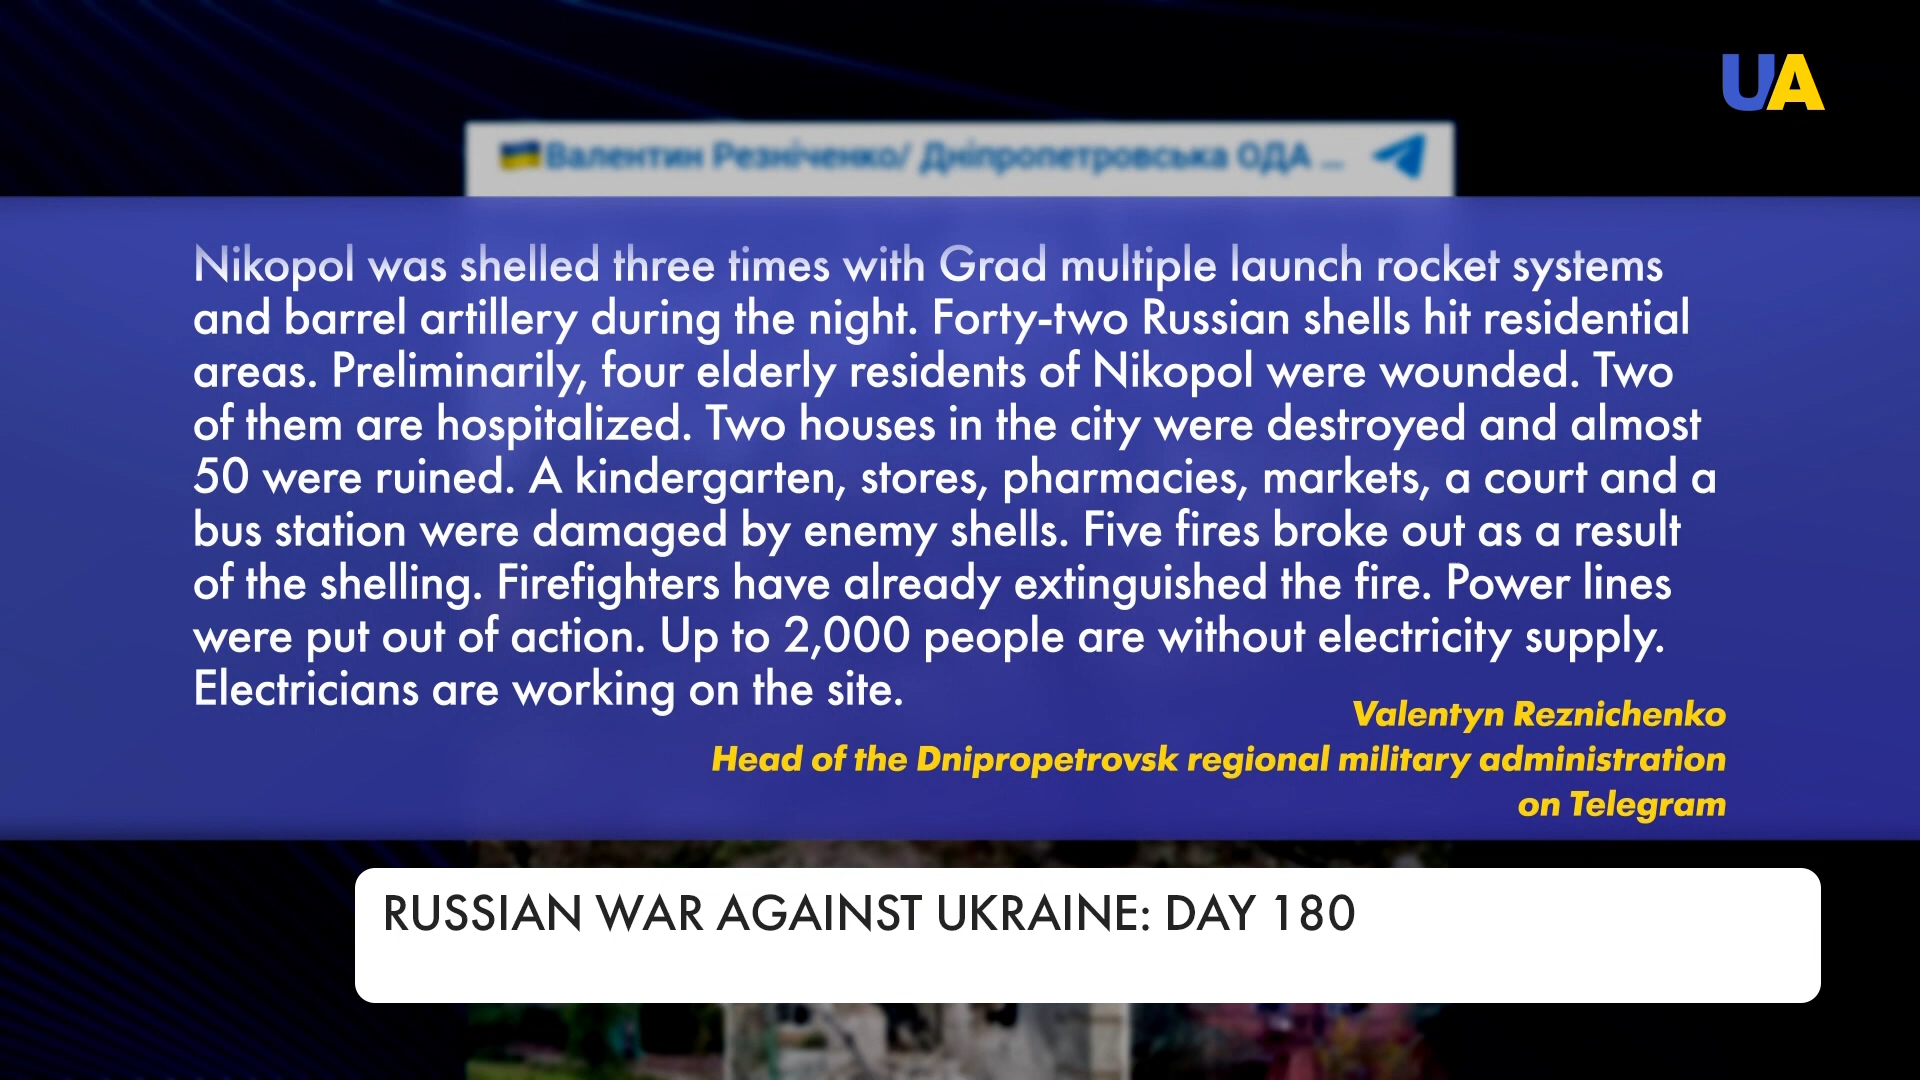 UA
Валентин Резніченко/ Дніпропетровська ОДА ...
Nikopol was shelled three times with Grad multiple launch rocket systems
and barrel artillery during the night. Forty-two Russian shells hit residential
areas. Preliminarily, four elderly residents of Nikopol were wounded. Two
of them are hospitalized. Two houses in the city were destroyed and almost
50 were ruined. A kindergarten, stores, pharmacies, markets, a court and a
bus station were damaged by enemy shells. Five fires broke out as a result
of the shelling. Firefighters have already extinguished the fire. Power lines
were put out of action. Up to 2,000 people are without electricity supply.
Electricians are working on the site.
Valentyn Reznichenko
Head of the Dnipropetrovsk regional military administration
on Telegram
RUSSIAN WAR AGAINST UKRAINE: DAY 180